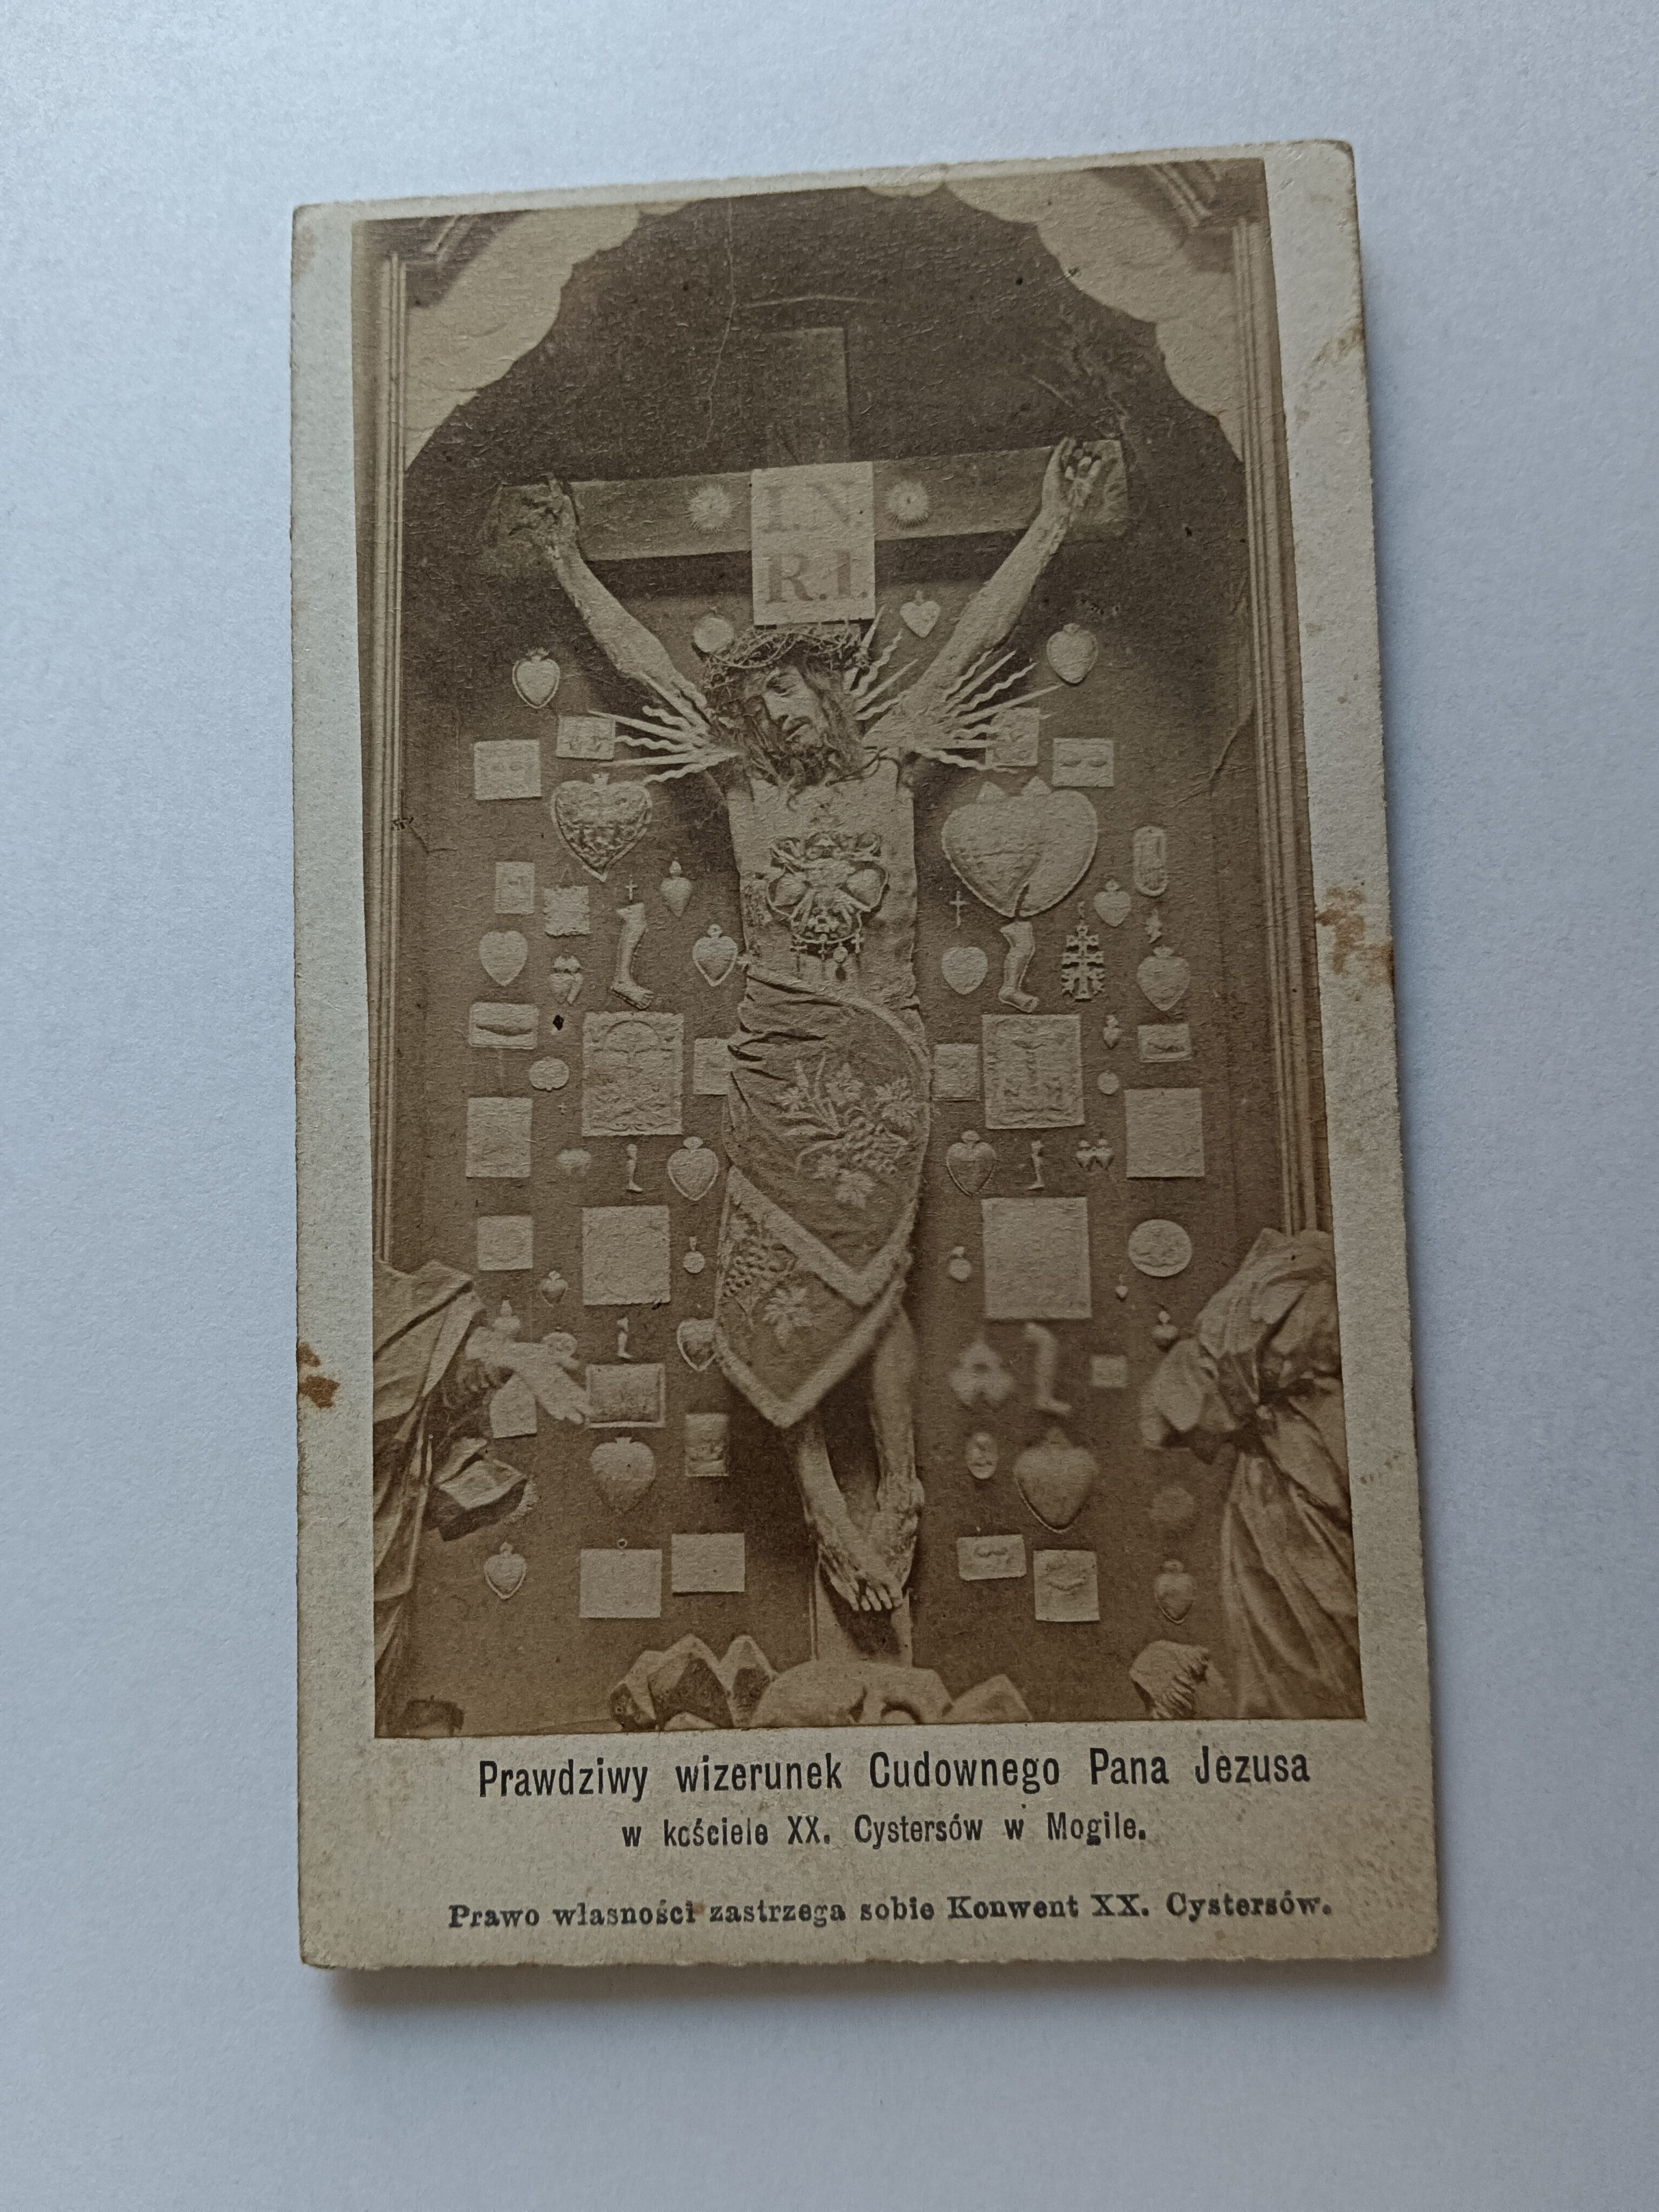 I.N.
R.I.
Prawdziwy wizerunek Cudownego Pana Jezusa
w kościele XX. Cystersów w Mogile.
Prawo własności zastrzega sobie Konwent XX. Cystersów.